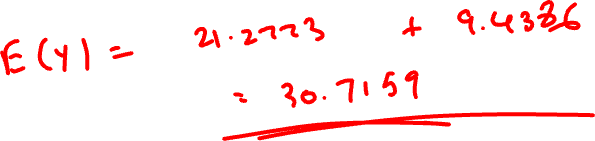 E(Y) = 21.2773 + 9.4386
= 30.7159